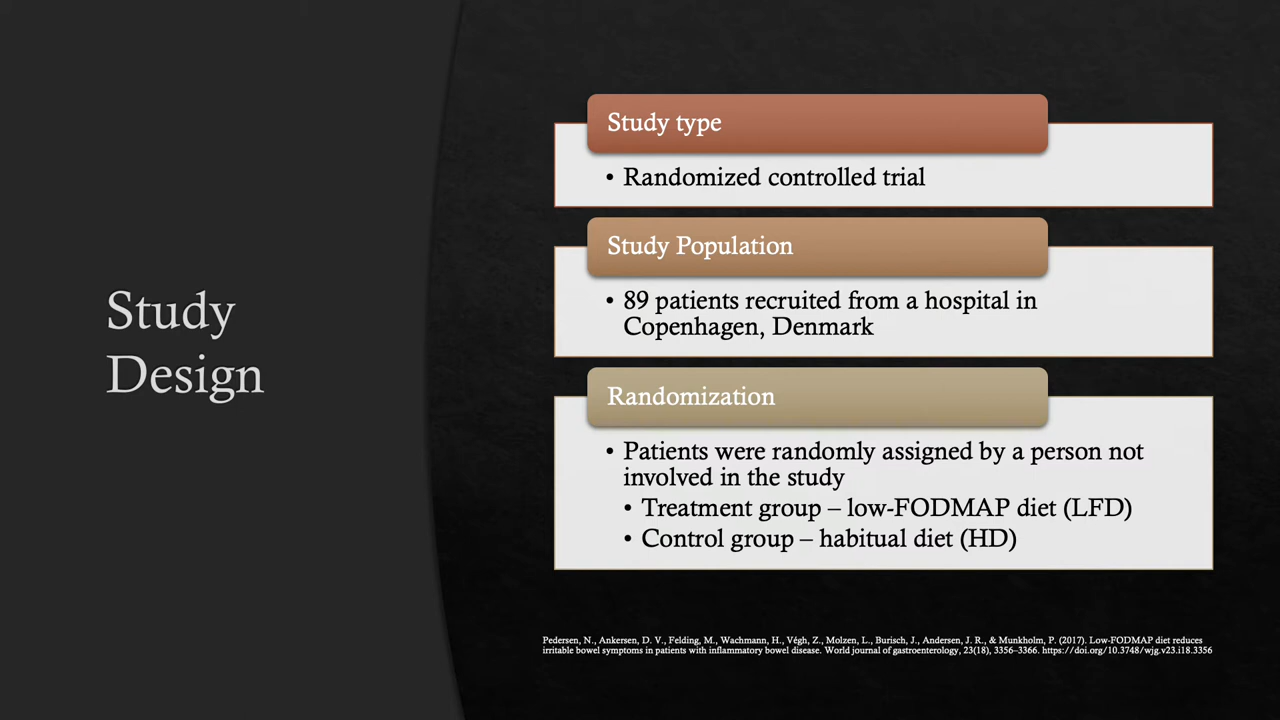 Study
Design
Study type
• Randomized controlled trial
Study Population
• 89 patients recruited from a hospital in
Copenhagen, Denmark
Randomization
• Patients were randomly assigned by a person not
involved in the study
• Treatment group – low-FODMAP diet (LFD)
• Control group – habitual diet (HD)
Pedersen, N., Ankersen, D. V., Felding, M., Wachmann, H., Végh, Z., Molzen, L., Burisch, J., Andersen, J. R., & Munkholm, P. (2017). Low-FODMAP diet reduces
irritable bowel symptoms in patients with inflammatory bowel disease. World journal of gastroenterology, 23(18), 3356–3366. https://doi.org/10.3748/wjg.v23.i18.3356